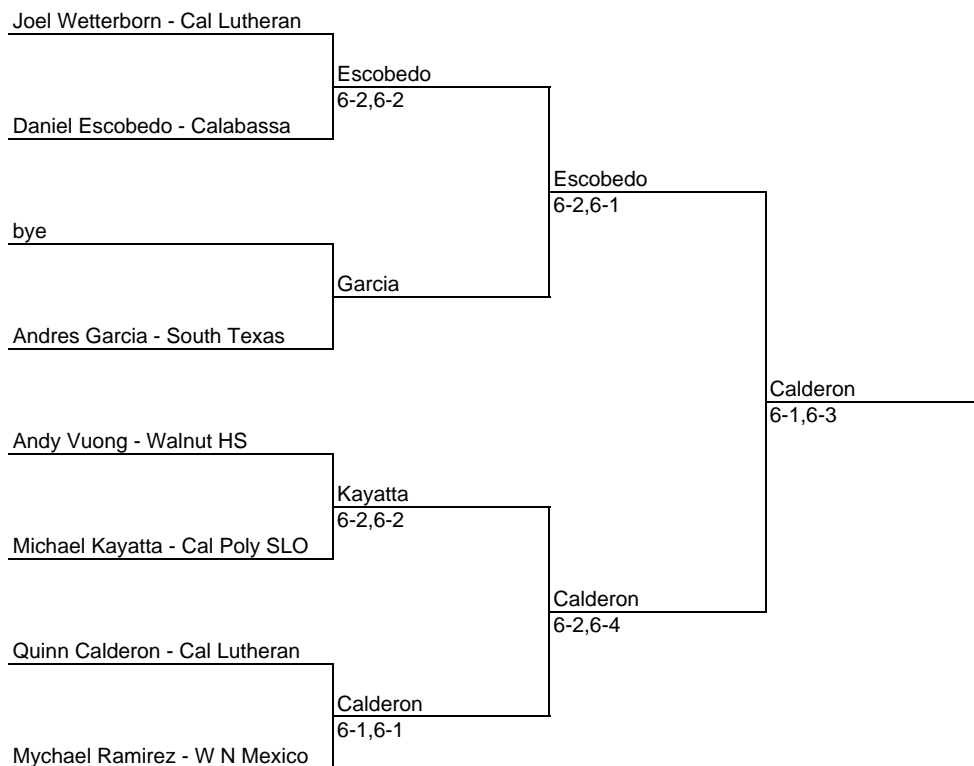 Joel Wetterborn - Cal Lutheran
Escobedo
6-2,6-2
Daniel Escobedo - Calabassa
Escobedo
6-2,6-1
bye
Garcia
Andres Garcia - South Texas
Calderon
6-1,6-3
Andy Vuong - Walnut HS
Kayatta
6-2,6-2
Michael Kayatta - Cal Poly SLO
Calderon
6-2,6-4
Quinn Calderon - Cal Lutheran
Calderon
6-1,6-1
Mychael Ramirez - W N Mexico